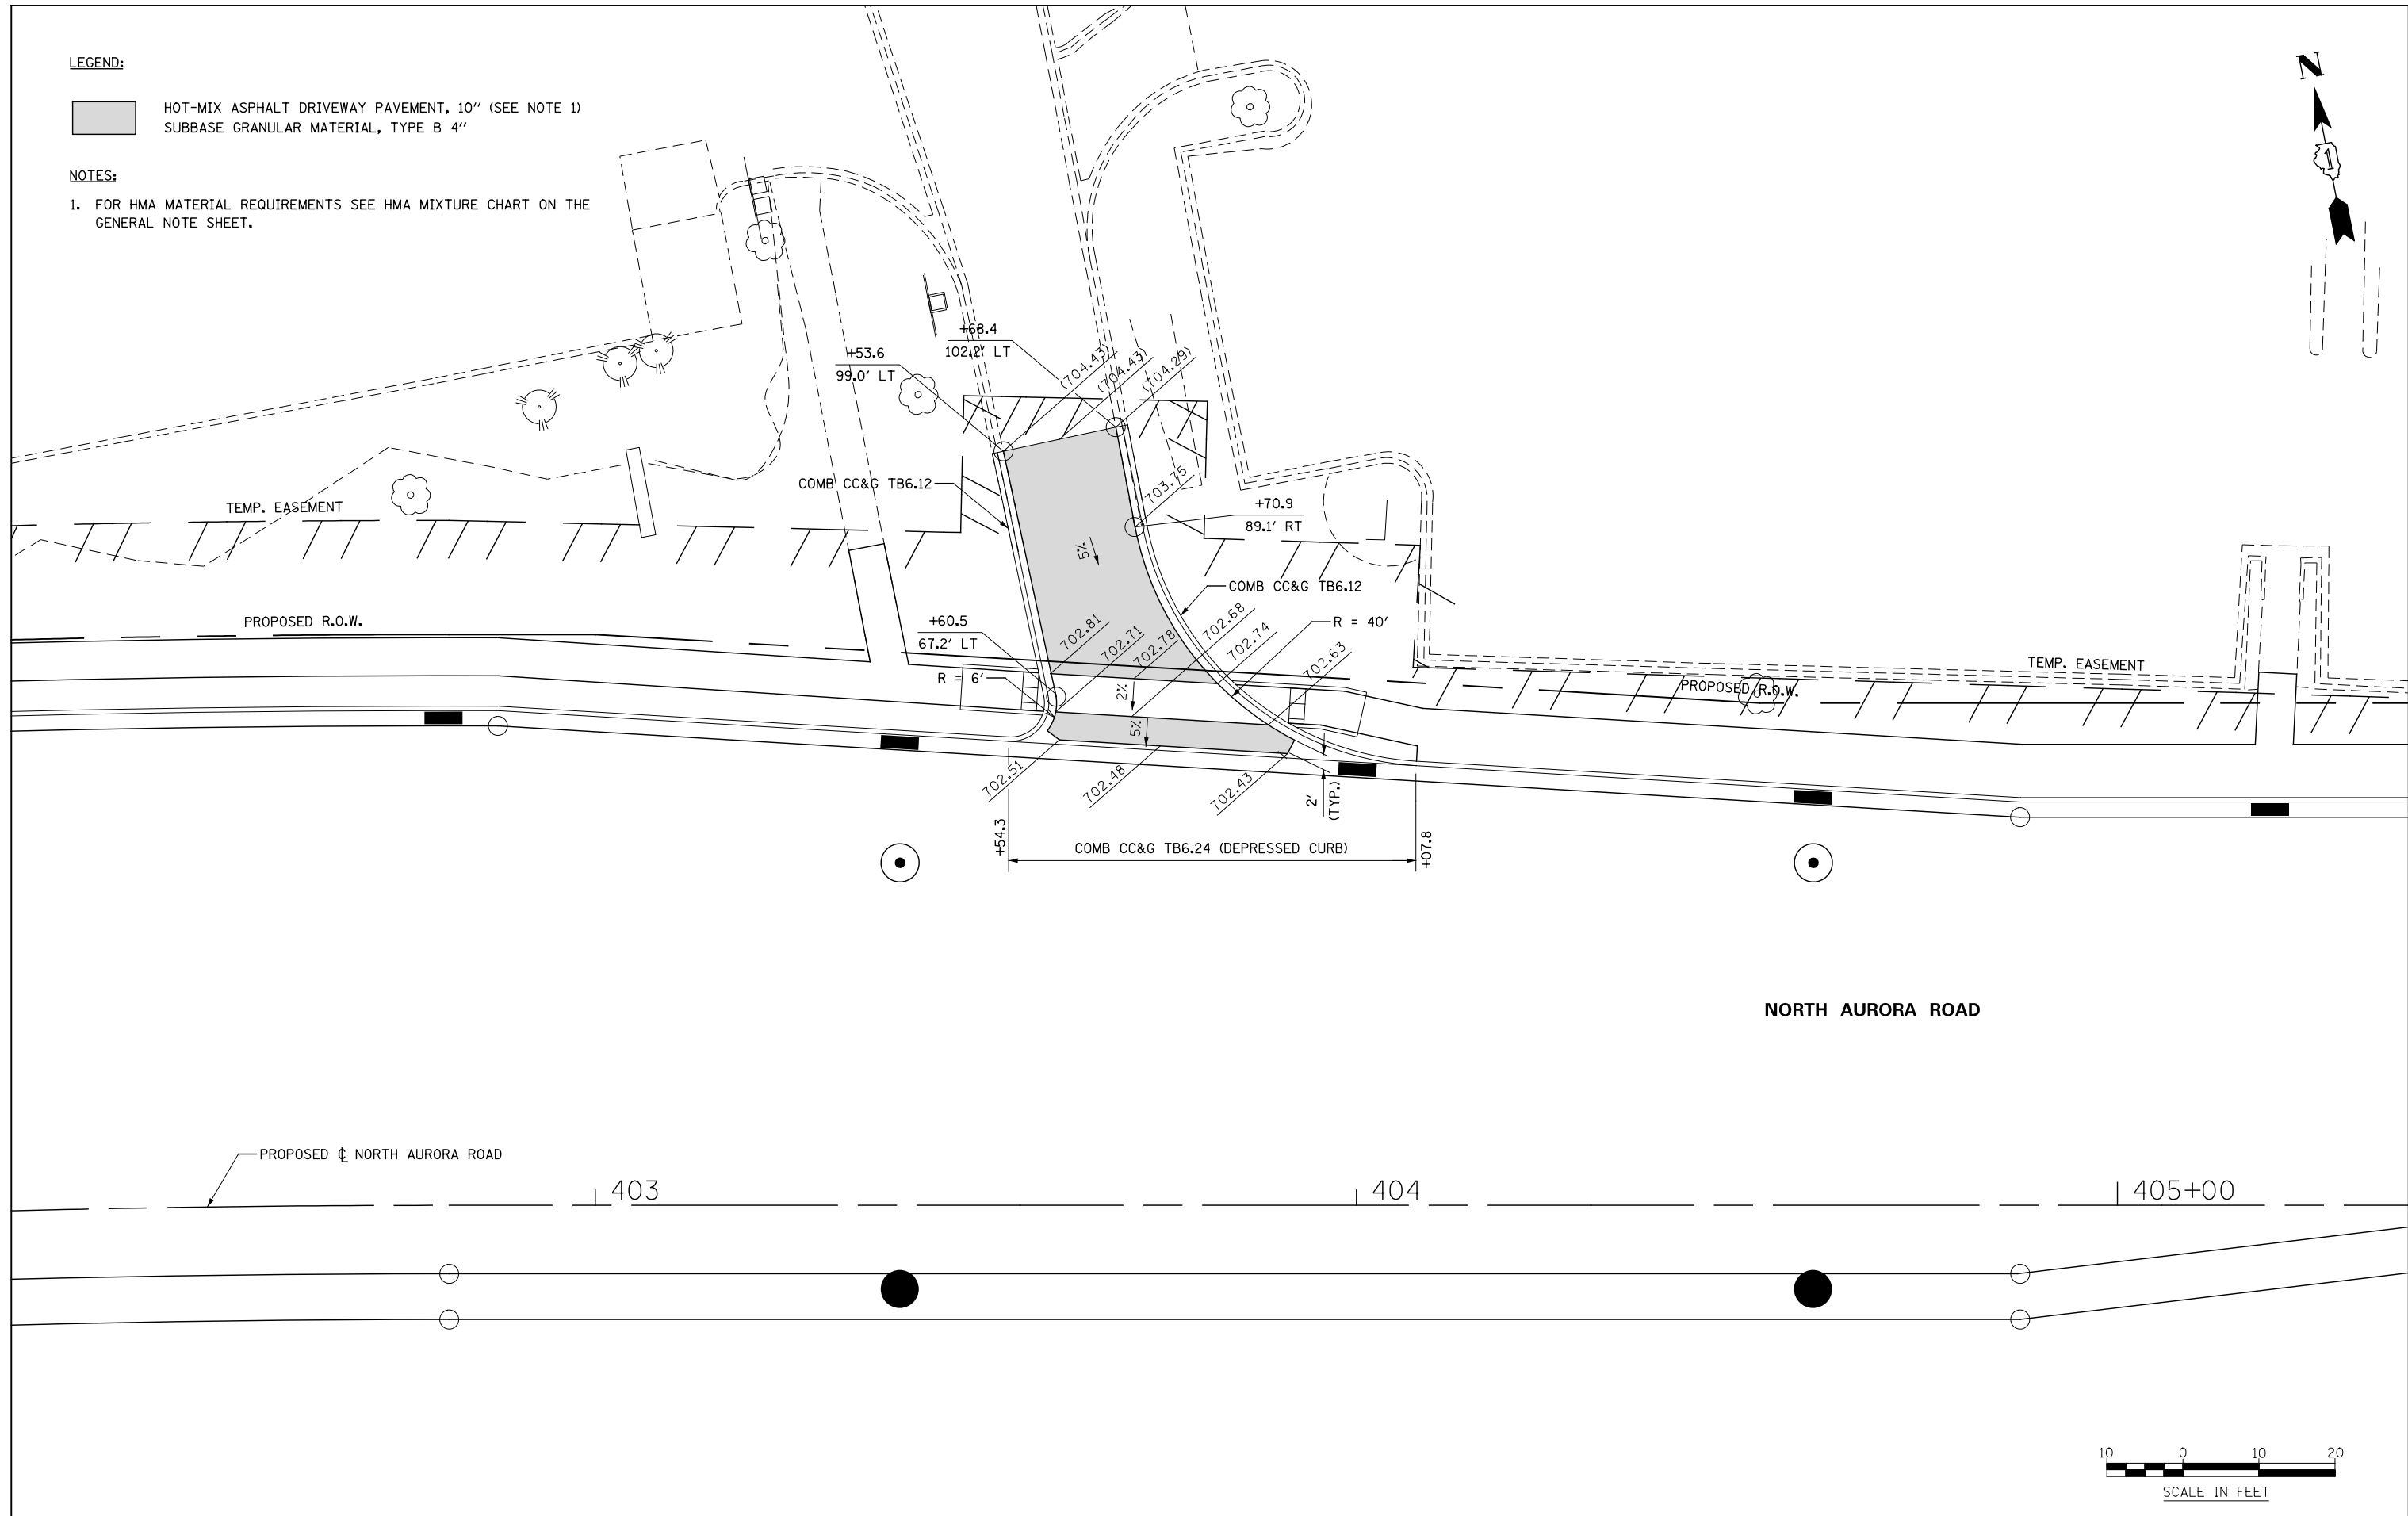 LEGEND:
HOT-MIX ASPHALT DRIVEWAY PAVEMENT, 10" (SEE NOTE 1)
SUBBASE GRANULAR MATERIAL, TYPE B 4"
NOTES:
1. FOR HMA MATERIAL REQUIREMENTS SEE HMA MIXTURE CHART ON THE
GENERAL NOTE SHEET.
N
1
+68.4
102.2' LT
+53.6
99.0' LT
(704.43)
(704.43)
(704.29)
COMB CC&G TB6.12
703.75
+70.9
89.1' RT
TEMP. EASEMENT
5%
COMB CC&G TB6.12
PROPOSED R.O.W.
+60.5
67.2' LT
702.81
702.71
702.78
702.68
702.74
702.63
R = 40'
R = 6'
2%
5%
TEMP. EASEMENT
PROPOSED R.O.W.
702.51
702.48
702.43
2'
(TYP.)
+54.3
COMB CC&G TB6.24 (DEPRESSED CURB)
+07.8
NORTH AURORA ROAD
PROPOSED ℄ NORTH AURORA ROAD
403
404
405+00
10 0 10 20
SCALE IN FEET